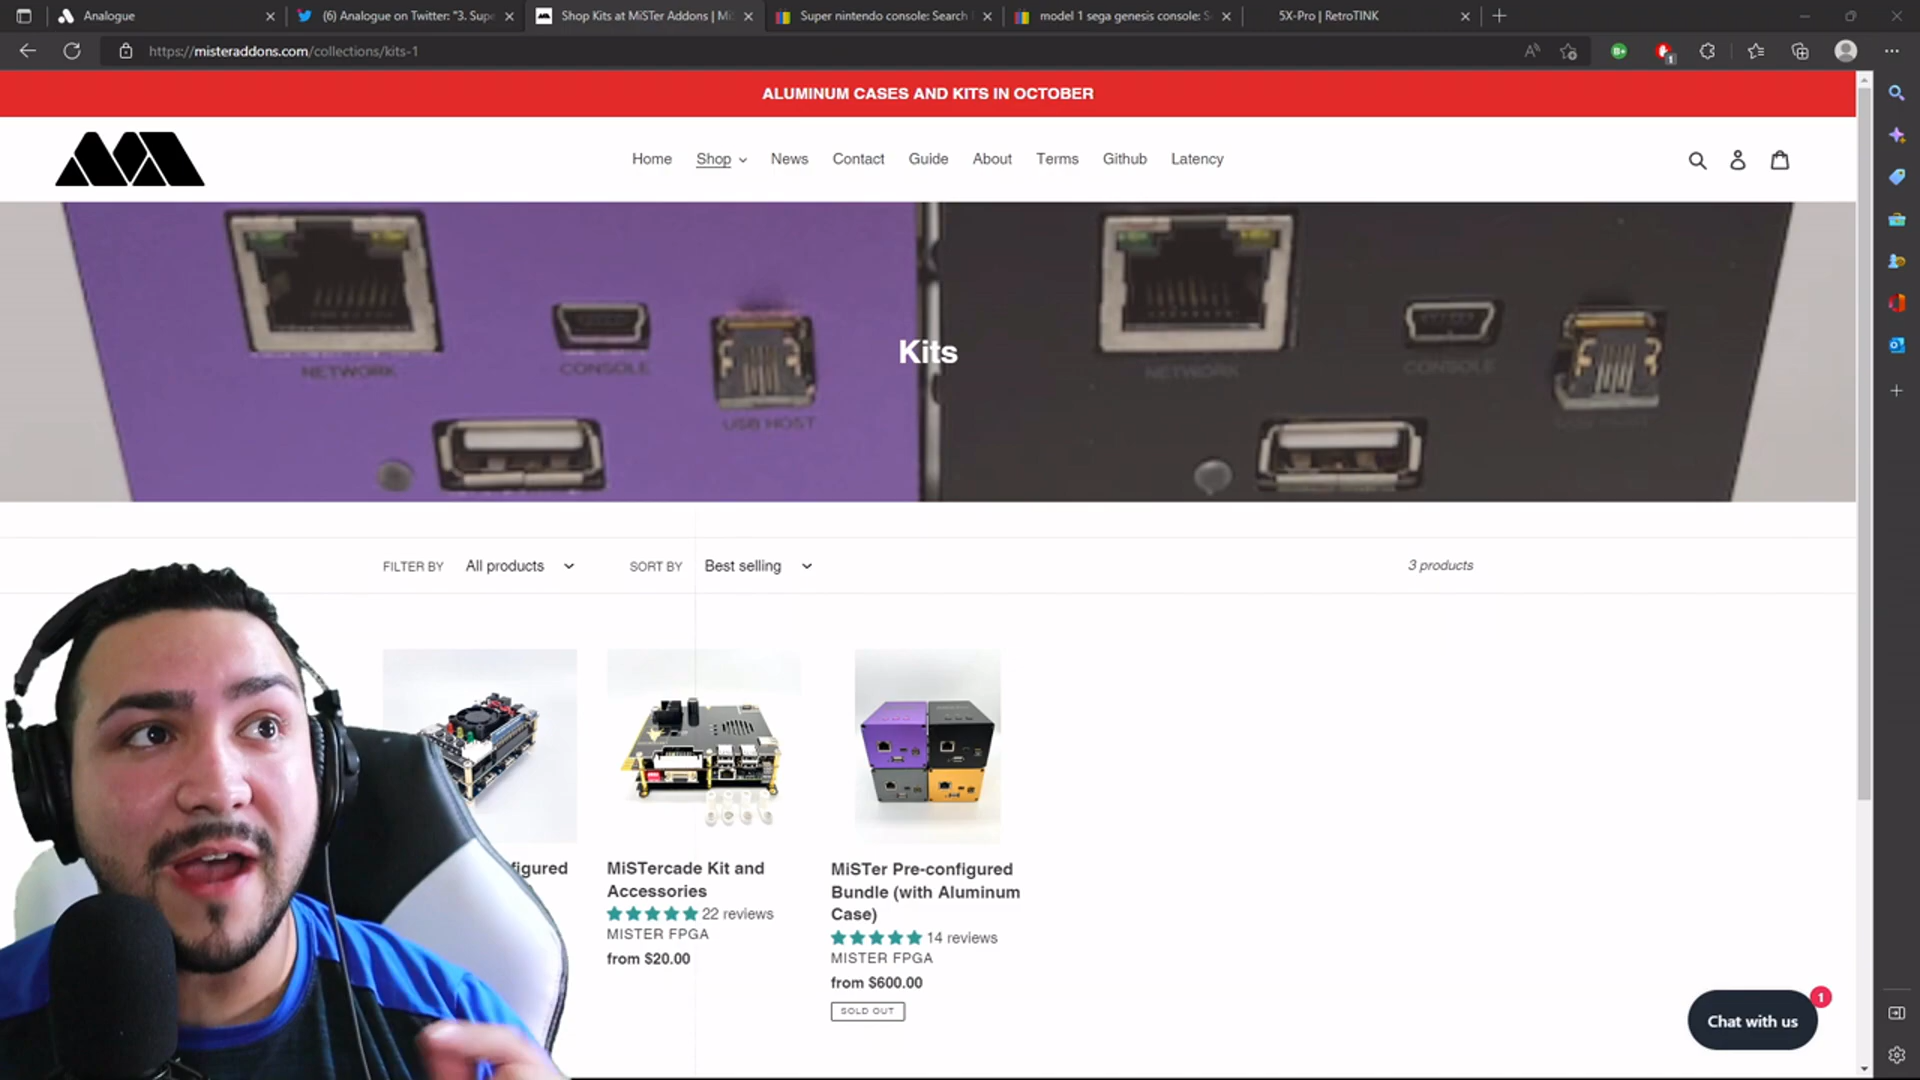 Analogue
(6) Analogue on Twitter: "3. Supe
Shop Kits at MiSTer Addons | Mi
Super nintendo console: Search
model 1 sega genesis console: S
5X-Pro | RetroTINK
https://misteraddons.com/collections/kits-1
ALUMINUM CASES AND KITS IN OCTOBER
Home
Shop
News
Contact
Guide
About
Terms
Github
Latency
NETWORK
CONSOLE
USB HOST
Kits
NETWORK
CONSOLE
FILTER BY
All products
SORT BY
Best selling
3 products
figured
MiSTercade Kit and
Accessories
22 reviews
MISTER FPGA
from $20.00
MiSTer Pre-configured
Bundle (with Aluminum
Case)
14 reviews
MISTER FPGA
from $600.00
SOLD OUT
Chat with us
1